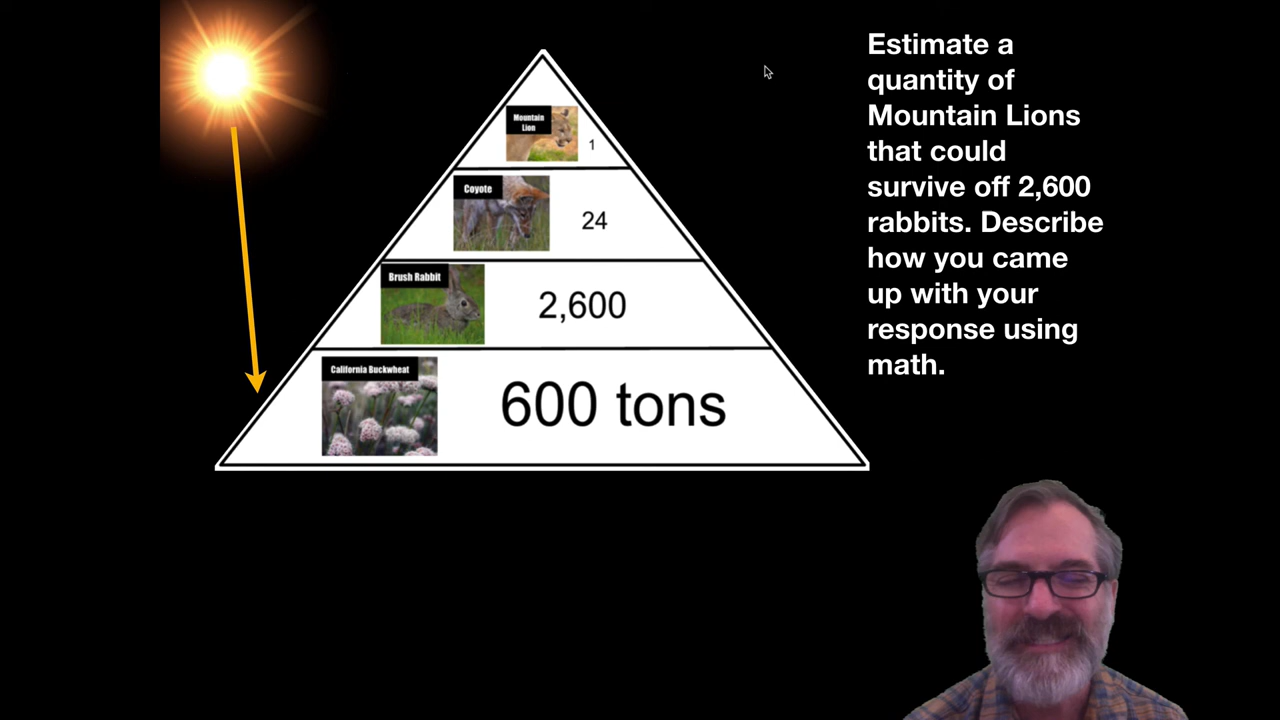 Estimate a
quantity of
Mountain Lions
that could
survive off 2,600
rabbits. Describe
how you came
up with your
response using
math.
Mountain
Lion
1
Coyote
24
Brush Rabbit
2,600
California Buckwheat
600 tons